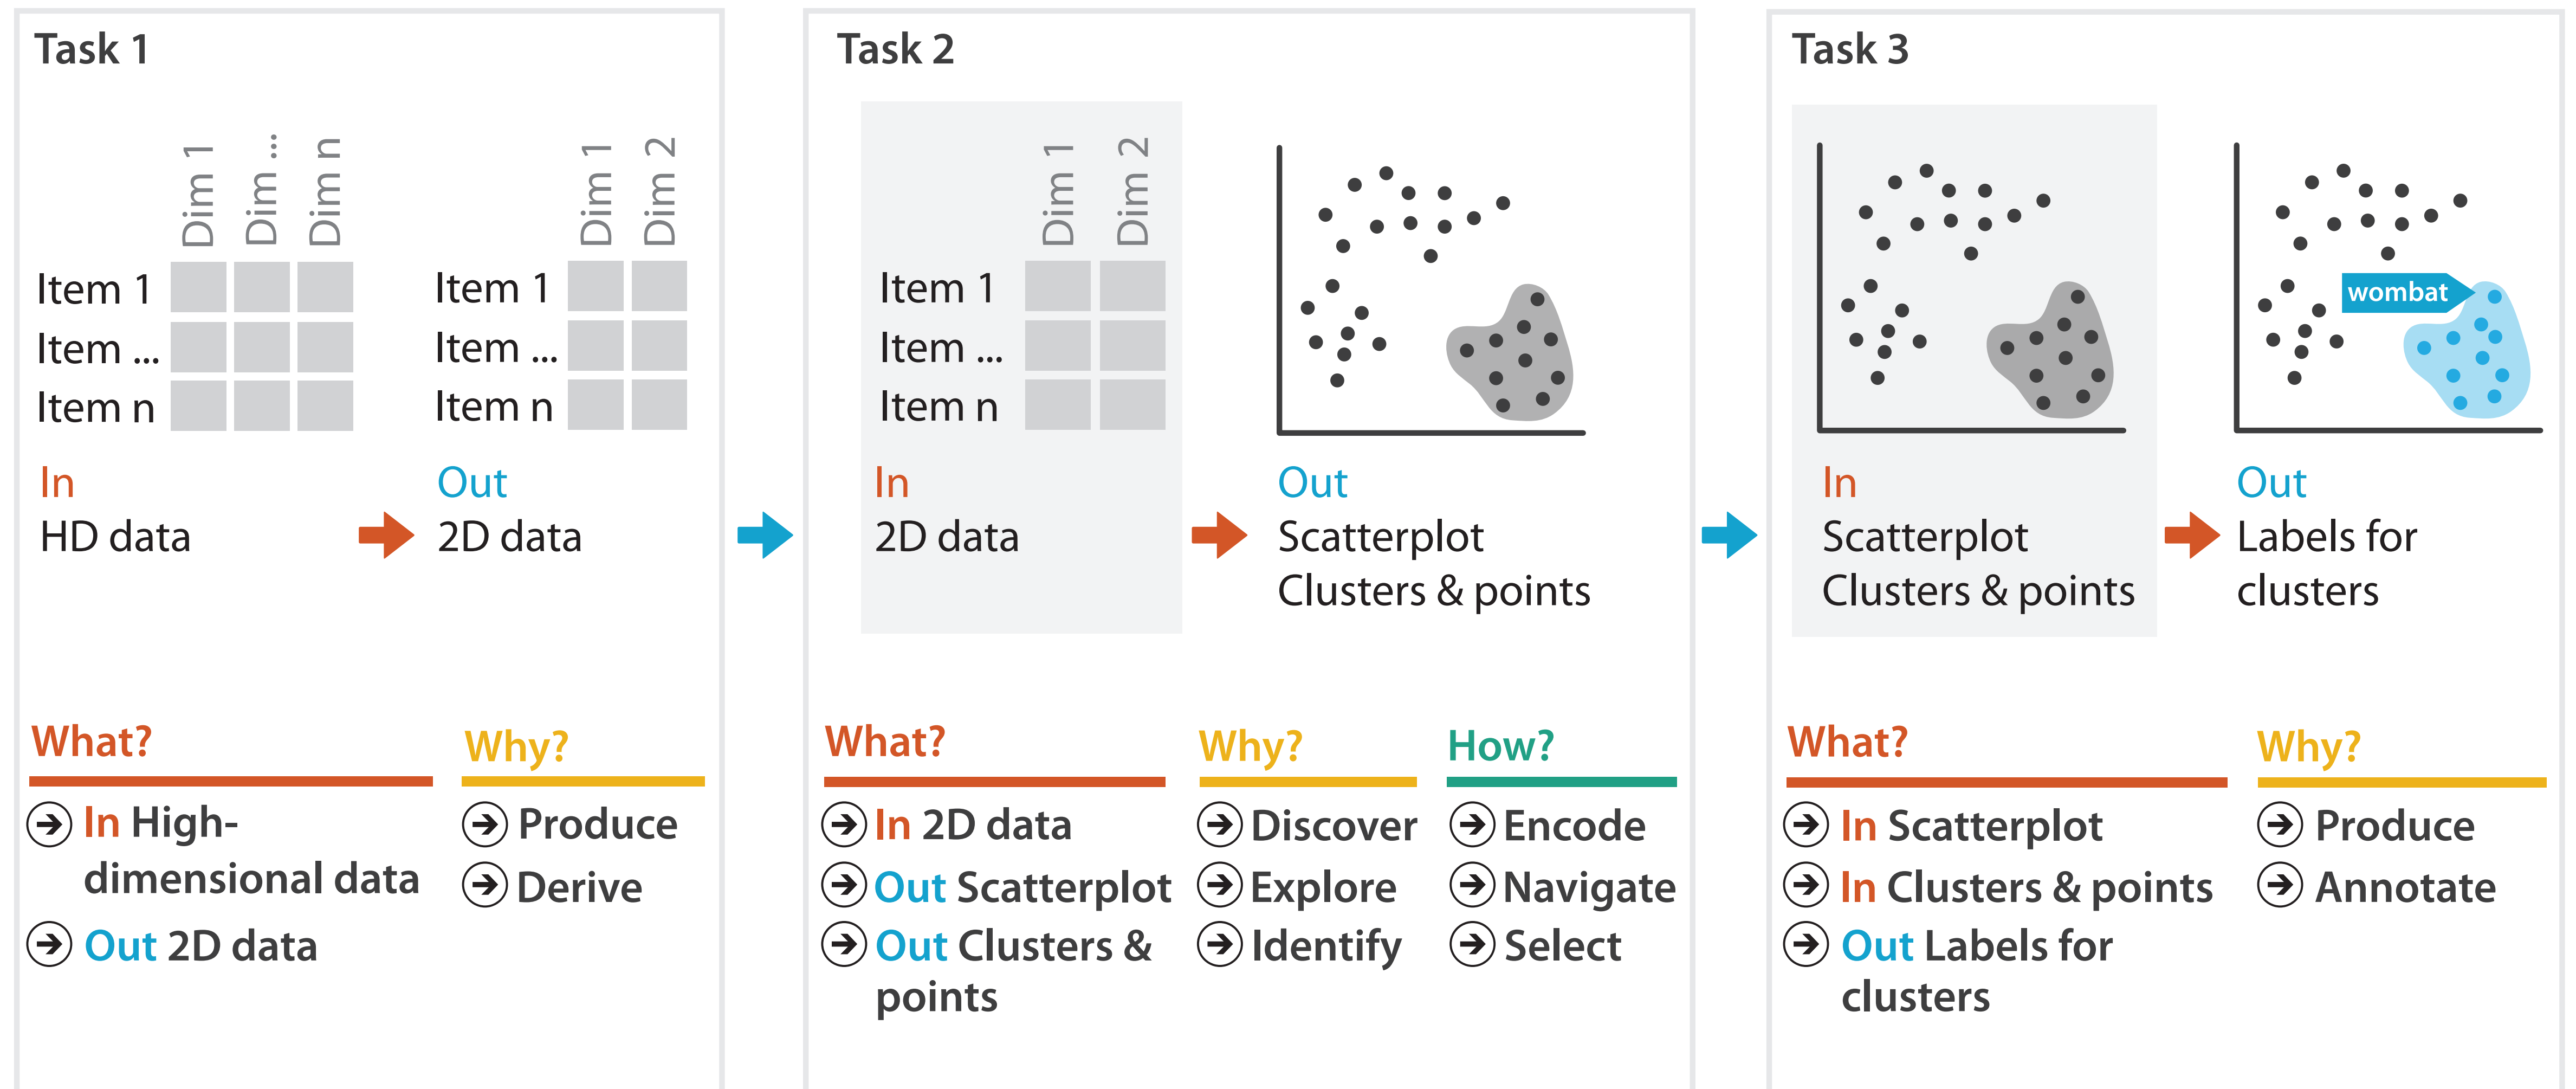 Task 1
Dim 1
Dim ...
Dim n
Item 1
Item ...
Item n
In
HD data
Dim 1
Dim 2
Item 1
Item ...
Item n
Out
2D data
What?
In High-
dimensional data
Out 2D data
Why?
Produce
Derive
Task 2
Dim 1
Dim 2
Item 1
Item ...
Item n
In
2D data
Out
Scatterplot
Clusters & points
What?
In 2D data
Out Scatterplot
Out Clusters &
points
Why?
Discover
Explore
Identify
How?
Encode
Navigate
Select
Task 3
In
Scatterplot
Clusters & points
wombat
Out
Labels for
clusters
What?
In Scatterplot
In Clusters & points
Out Labels for
clusters
Why?
Produce
Annotate